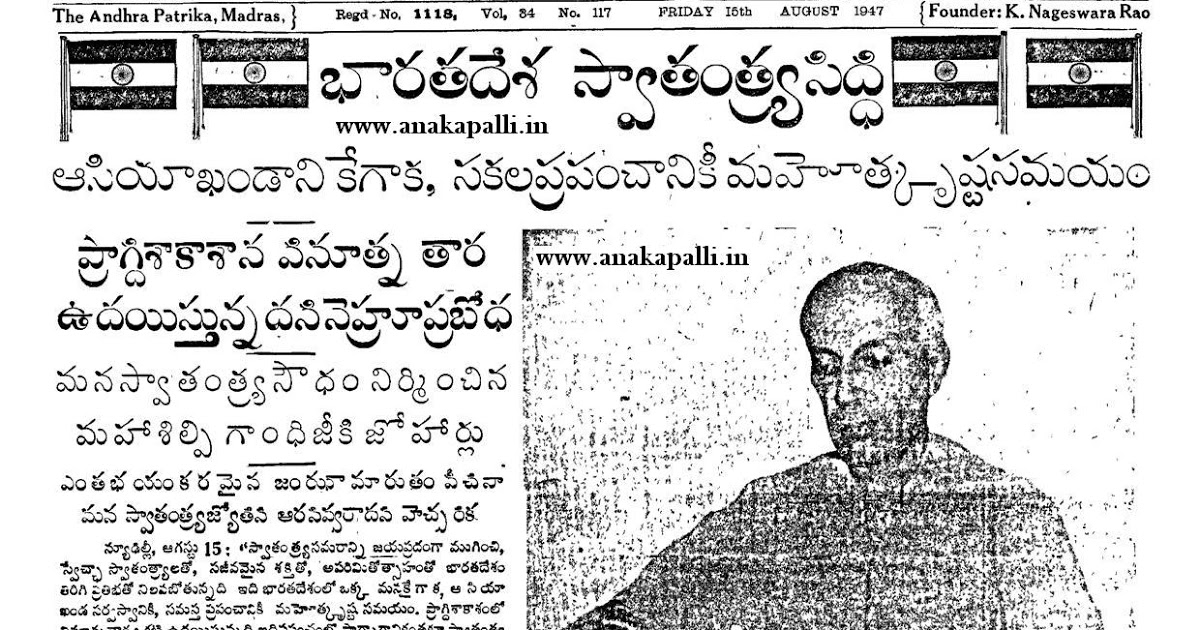 The Andhra Patrika, Madras, } Regd. No. 1118, Vol, 34 No. 117 FRIDAY 15th AUGUST 1947 { Founder: K. Nageswara Rao
భారతదేశ స్వాతంత్ర్యసిద్ధి
www.anakapalli.in
ఆసియాఖండానికేగాక, సకలప్రపంచానికీ మహోత్కృష్టసమయం
ప్రాగ్దిశాకాశాన వినూత్న తార
ఉదయిస్తున్నదని నెహ్రూప్రబోధ
మనస్వాతంత్ర్యసౌధం నిర్మించిన
మహాశిల్పి గాంధిజీకి జోహార్లు
ఎంతభయంకరమైన జంఝామారుతం వీచినా
మన స్వాతంత్ర్యజ్యోతిని ఆరనివ్వరాదని హెచ్చరిక
న్యూఢిల్లీ, ఆగస్టు 15 : "స్వాతంత్ర్యసమరాన్ని జయప్రదంగా ముగించి,
స్వేచ్ఛా స్వాతంత్ర్యాలతో, సజీవమైన శక్తితో, అపరిమితోత్సాహంతో భారతదేశం
తిరిగి ప్రతిభతో నిలవబోతున్నది ఇది భారతదేశంలో ఒక్క మనకే గాక, ఆసియా
ఖండ సర్వస్వానికి, సమస్త ప్రపంచానికి మహోత్కృష్ట సమయం. ప్రాగ్దిశాకాశంలో
www.anakapalli.in